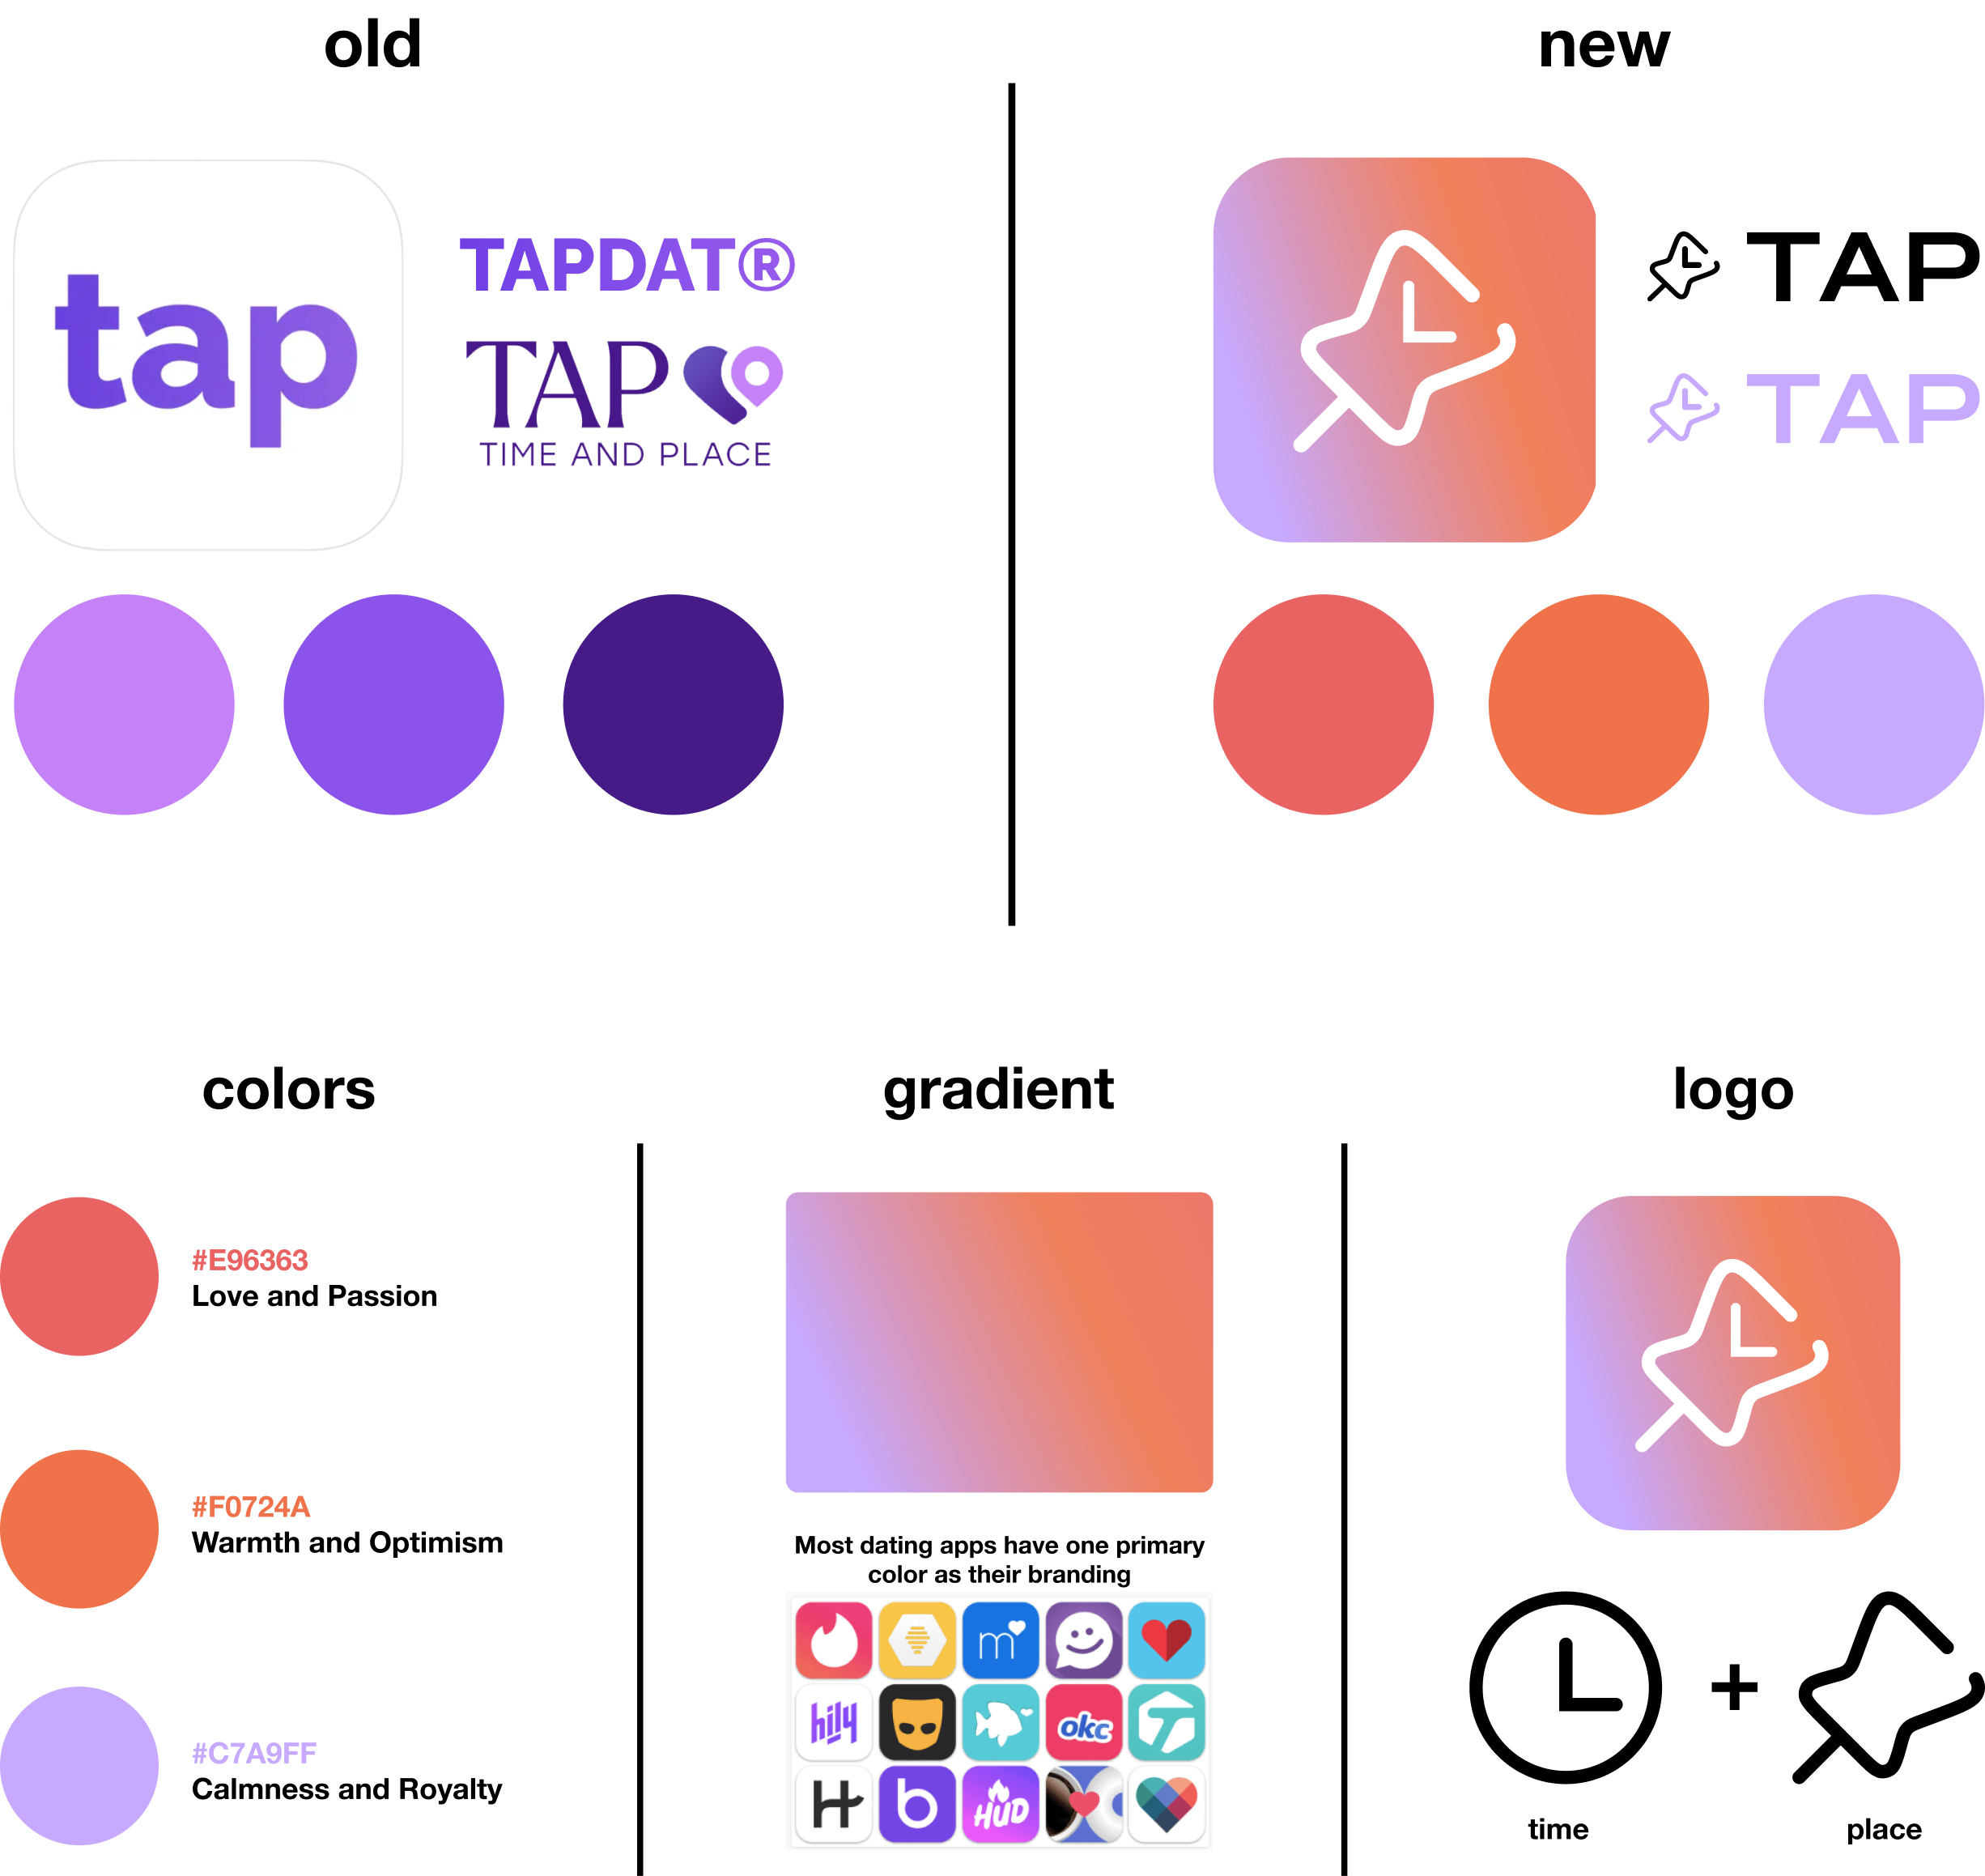 old
new
tap
TAPDAT®
TAP
TIME AND PLACE
TAP
TAP
colors
gradient
logo
#E96363
Love and Passion
#F0724A
Warmth and Optimism
#C7A9FF
Calmness and Royalty
Most dating apps have one primary
color as their branding
m
hily
okc
T
H
b
HUD
time
+
place